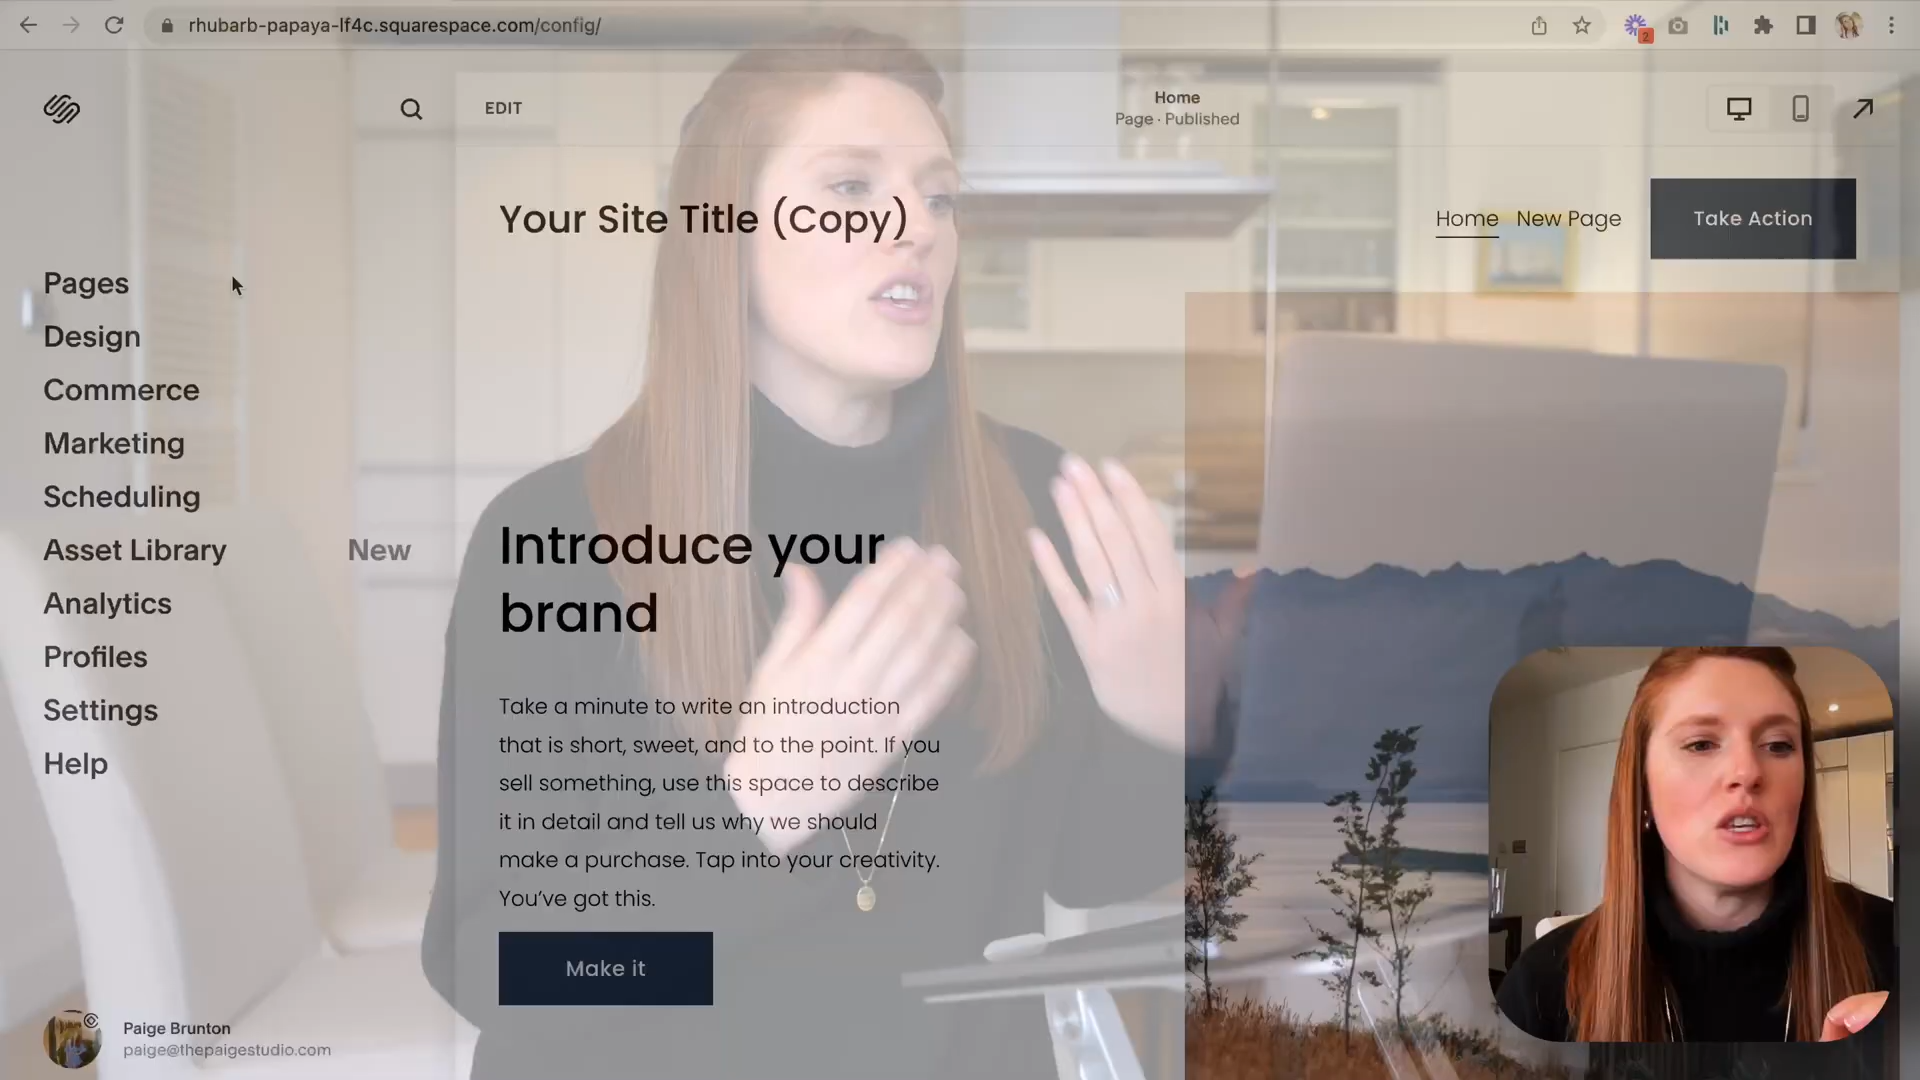 rhubarb-papaya-lf4c.squarespace.com/config/
2
EDIT
Home
Page · Published
Your Site Title (Copy)
Home
New Page
Take Action
Pages
Design
Commerce
Marketing
Scheduling
Asset Library
New
Analytics
Profiles
Settings
Help
Introduce your
brand
Take a minute to write an introduction
that is short, sweet, and to the point. If you
sell something, use this space to describe
it in detail and tell us why we should
make a purchase. Tap into your creativity.
You’ve got this.
Make it
Paige Brunton
paige@thepaigestudio.com